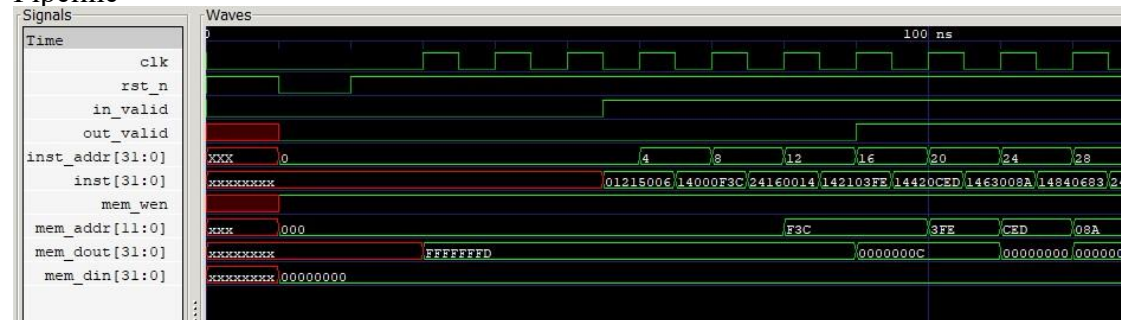 Signals
Waves
Time
100 ns
clk
rst_n
in_valid
out_valid
inst_addr[31:0] xxx 0 4 8 12 16 20 24 28
inst[31:0] xxxxxxxx 01215006 14000F3C 24160014 142103FE 14420CED 1463008A 14840683
mem_wen
mem_addr[11:0] xxx 000 F3C 3FE CED 08A
mem_dout[31:0] xxxxxxxx FFFFFFFD 0000000C 00000000 000000
mem_din[31:0] xxxxxxxx 00000000